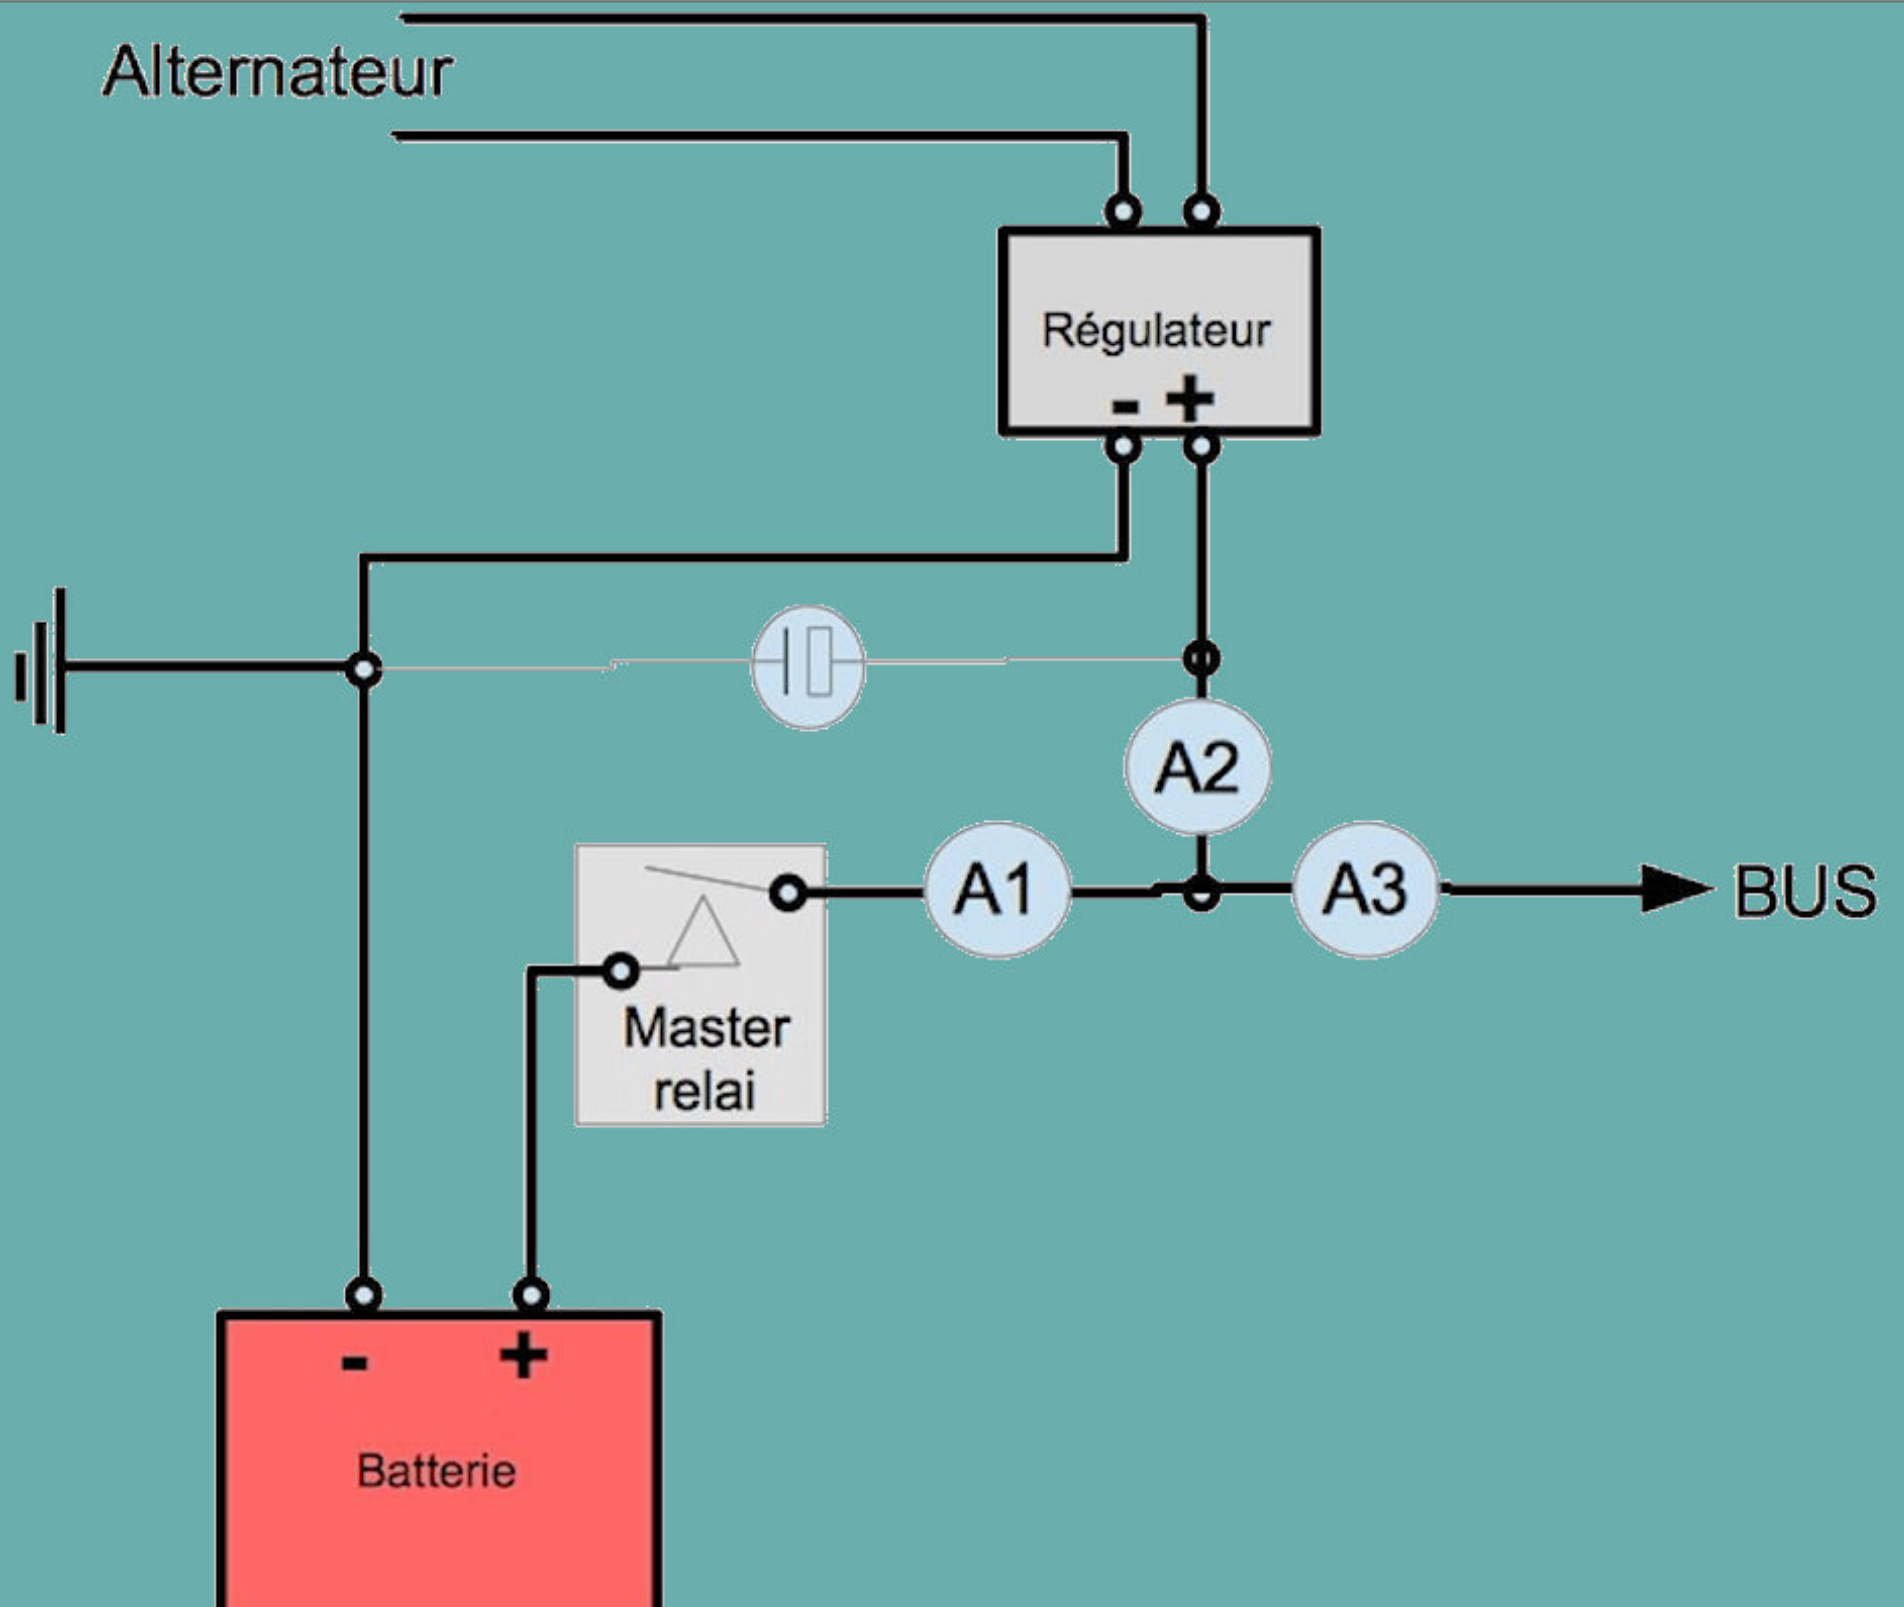 Alternateur
Régulateur
- +
A2
A1
A3
BUS
Master
relai
- +
Batterie